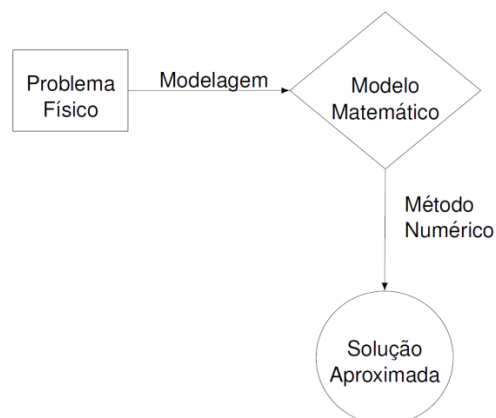 Problema
Físico
Modelagem
Modelo
Matemático
Método
Numérico
Solução
Aproximada